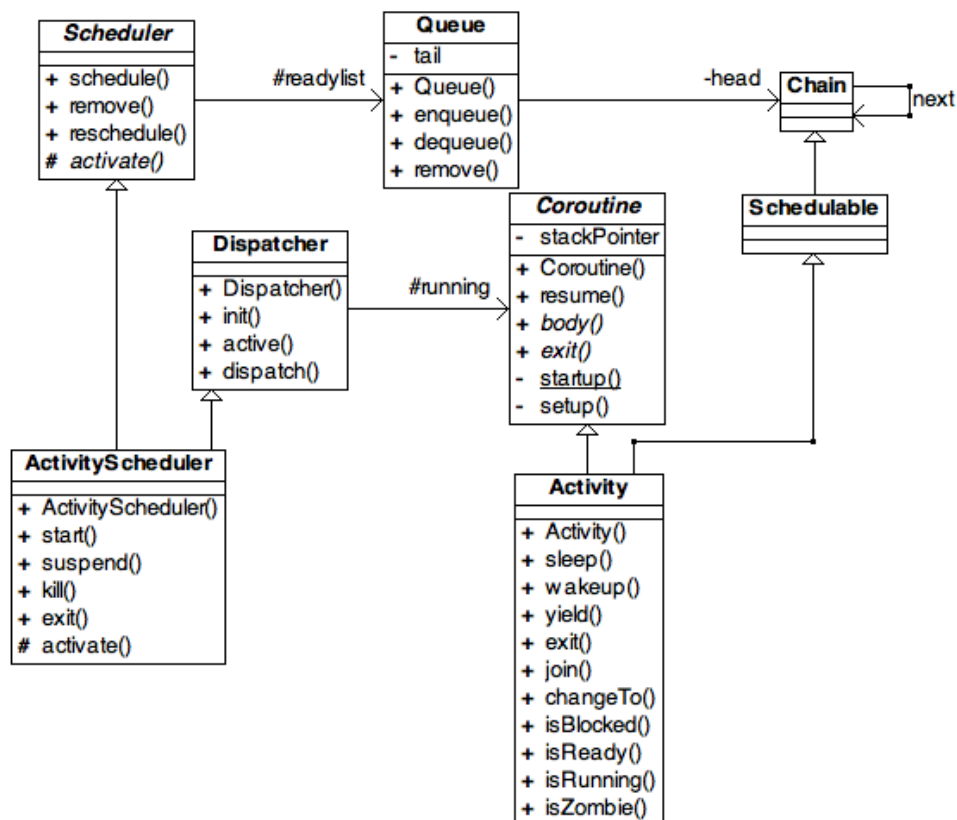 Scheduler
+ schedule()
+ remove()
+ reschedule()
# activate()
#readylist
Queue
- tail
+ Queue()
+ enqueue()
+ dequeue()
+ remove()
-head
Chain
next
Schedulable
Dispatcher
+ Dispatcher()
+ init()
+ active()
+ dispatch()
#running
Coroutine
- stackPointer
+ Coroutine()
+ resume()
+ body()
+ exit()
- startup()
- setup()
ActivityScheduler
+ ActivityScheduler()
+ start()
+ suspend()
+ kill()
+ exit()
# activate()
Activity
+ Activity()
+ sleep()
+ wakeup()
+ yield()
+ exit()
+ join()
+ changeTo()
+ isBlocked()
+ isReady()
+ isRunning()
+ isZombie()